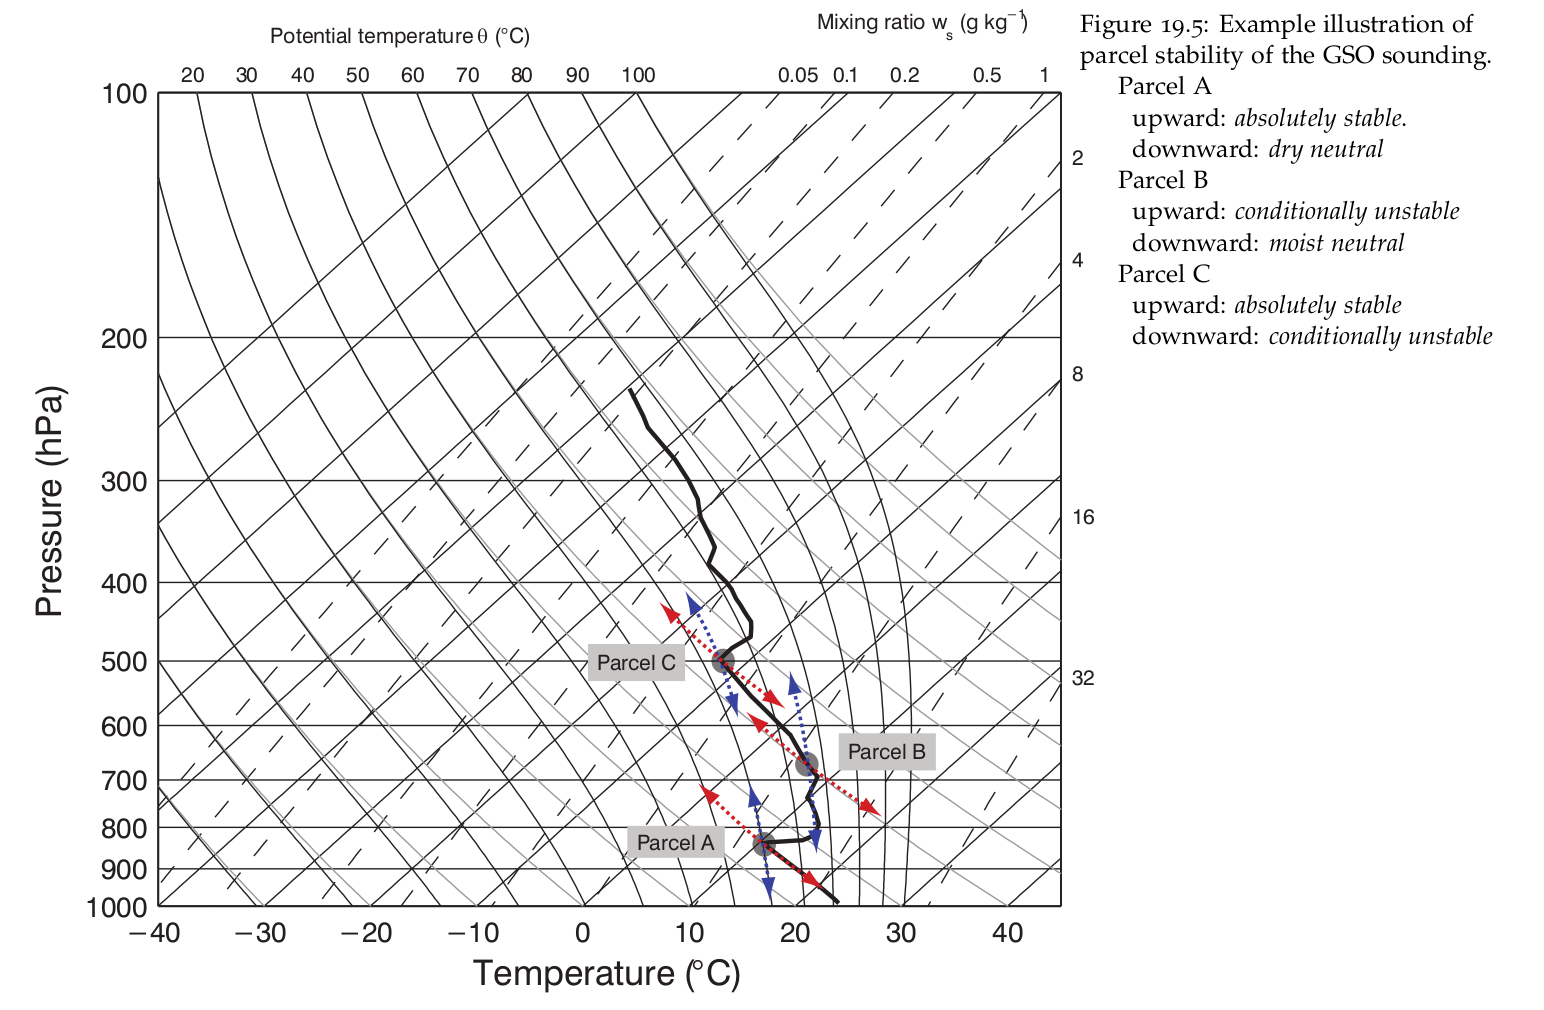 Potential temperature θ (°C)
Mixing ratio ws (g kg−1)
20 30 40 50 60 70 80 90 100 0.05 0.1 0.2 0.5 1
2
4
8
16
32
Pressure (hPa)
100
200
300
400
500
600
700
800
900
1000
Parcel C
Parcel B
Parcel A
−40 −30 −20 −10 0 10 20 30 40
Temperature (°C)
Figure 19.5: Example illustration of
parcel stability of the GSO sounding.
Parcel A
upward: absolutely stable.
downward: dry neutral
Parcel B
upward: conditionally unstable
downward: moist neutral
Parcel C
upward: absolutely stable
downward: conditionally unstable